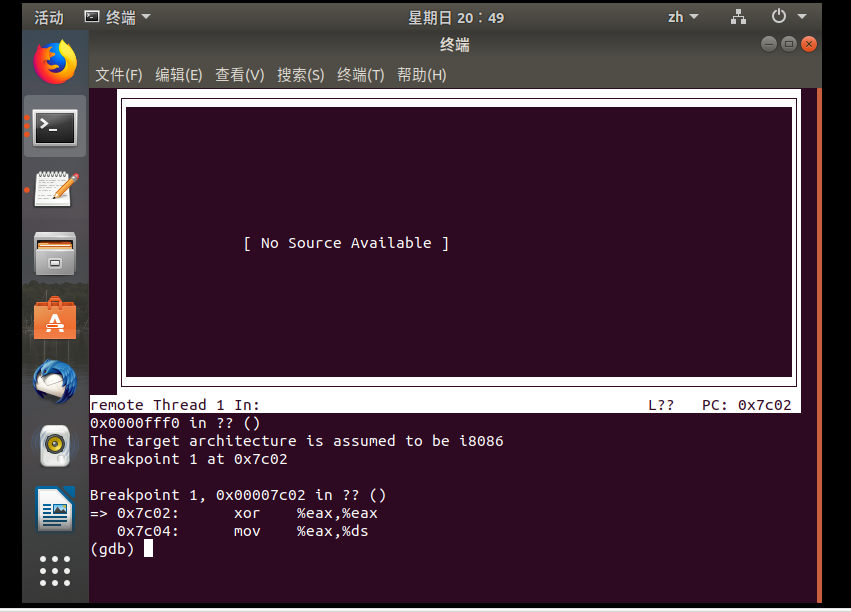 活动 终端 星期日 20：49 zh
终端
文件(F) 编辑(E) 查看(V) 搜索(S) 终端(T) 帮助(H)
[ No Source Available ]
remote Thread 1 In: L?? PC: 0x7c02
0x0000fff0 in ?? ()
The target architecture is assumed to be i8086
Breakpoint 1 at 0x7c02
Breakpoint 1, 0x00007c02 in ?? ()
=> 0x7c02: xor %eax,%eax
0x7c04: mov %eax,%ds
(gdb)